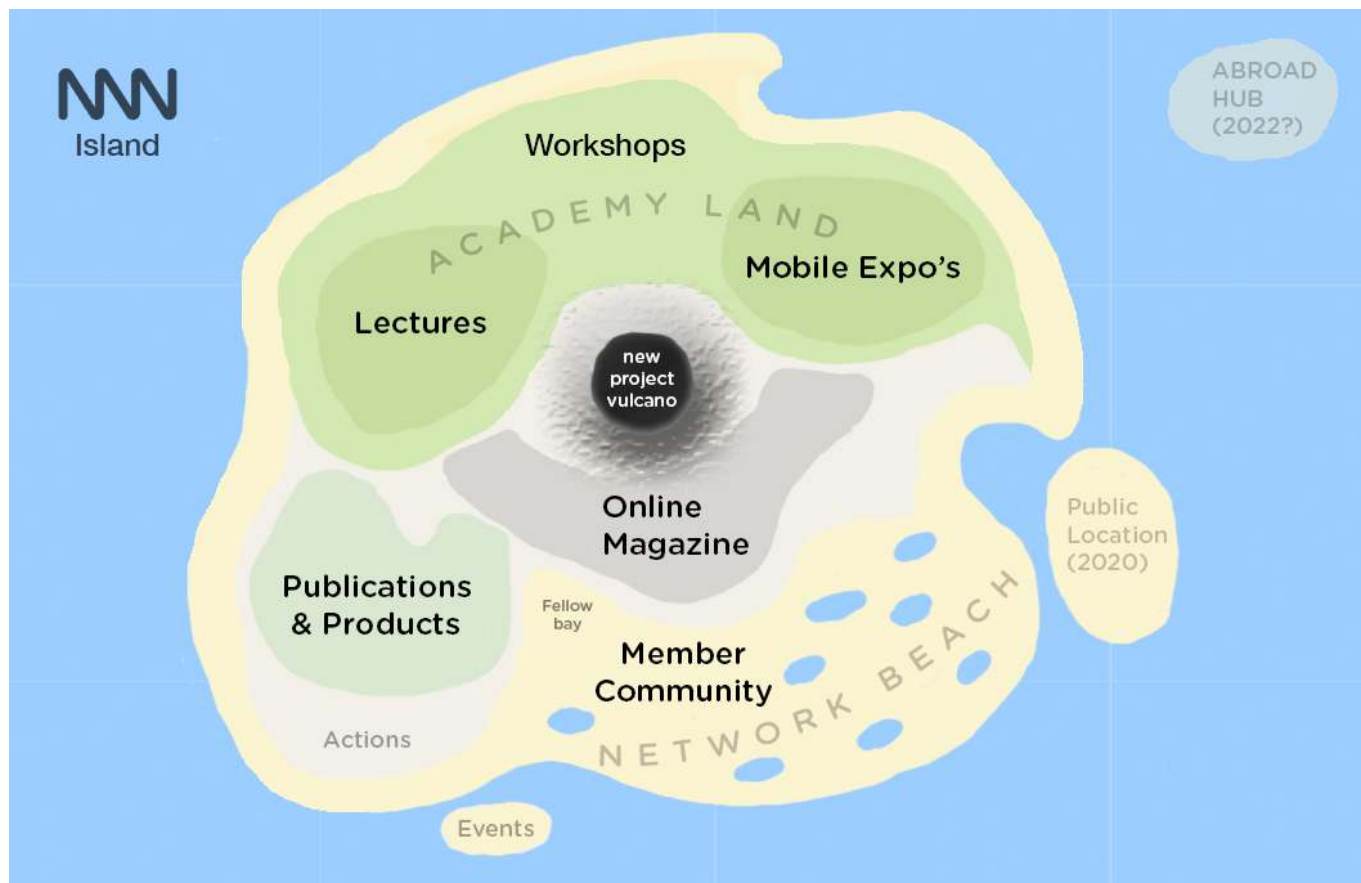 NNN
Island
ABROAD
HUB
(2022?)
Workshops
ACADEMY LAND
Mobile Expo's
Lectures
new
project
vulcano
Online
Magazine
Public
Location
(2020)
Publications
& Products
Fellow
bay
Member
Community
NETWORK BEACH
Actions
Events